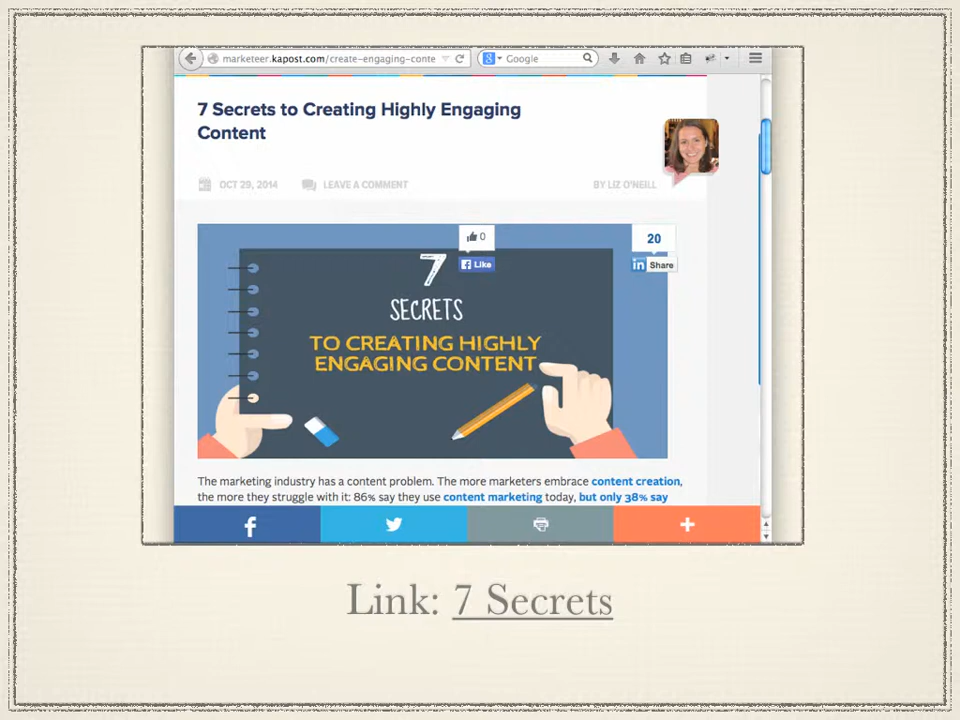 marketeer.kapost.com/create-engaging-conte
Google
7 Secrets to Creating Highly Engaging
Content
OCT 29, 2014 LEAVE A COMMENT BY LIZ O'NEILL
0
20
Like
in Share
7
SECRETS
TO CREATING HIGHLY
ENGAGING CONTENT
The marketing industry has a content problem. The more marketers embrace content creation,
the more they struggle with it: 86% say they use content marketing today, but only 38% say
Link: 7 Secrets